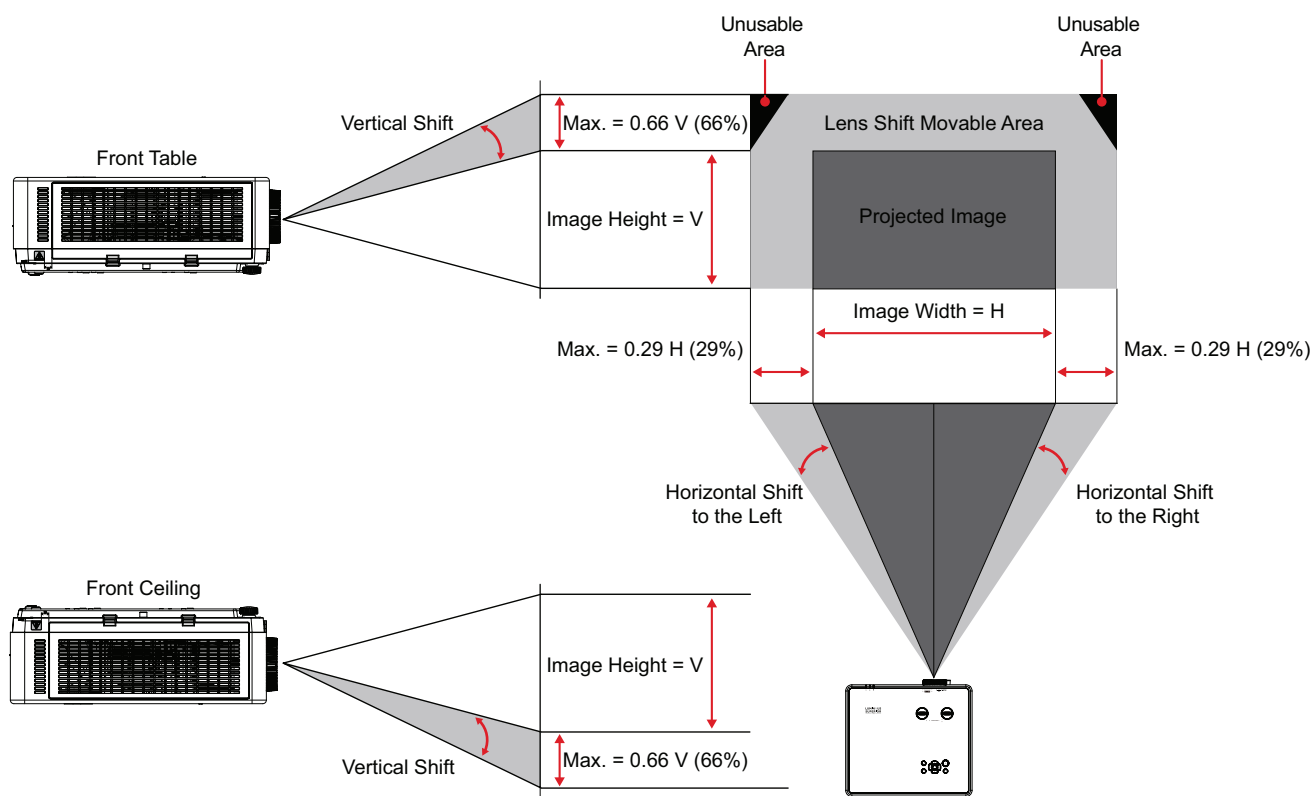 Unusable
Area
Unusable
Area
Vertical Shift
Max. = 0.66 V (66%)
Lens Shift Movable Area
Front Table
Image Height = V
Projected Image
Image Width = H
Max. = 0.29 H (29%)
Max. = 0.29 H (29%)
Horizontal Shift
to the Left
Horizontal Shift
to the Right
Front Ceiling
Image Height = V
Vertical Shift
Max. = 0.66 V (66%)